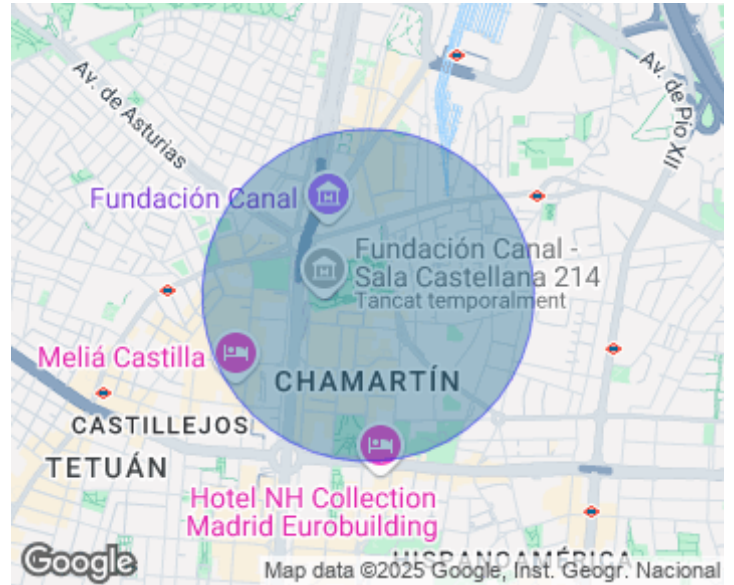 Av. de Asturias
Av. de Pío XII
Fundación Canal
Fundación Canal -
Sala Castellana 214
Tancat temporalment
Meliá Castilla
CHAMARTÍN
CASTILLEJOS
TETUÁN
Hotel NH Collection
Madrid Eurobuilding
HISPANOAMÉRICA
Google
Map data ©2025 Google, Inst. Geogr. Nacional